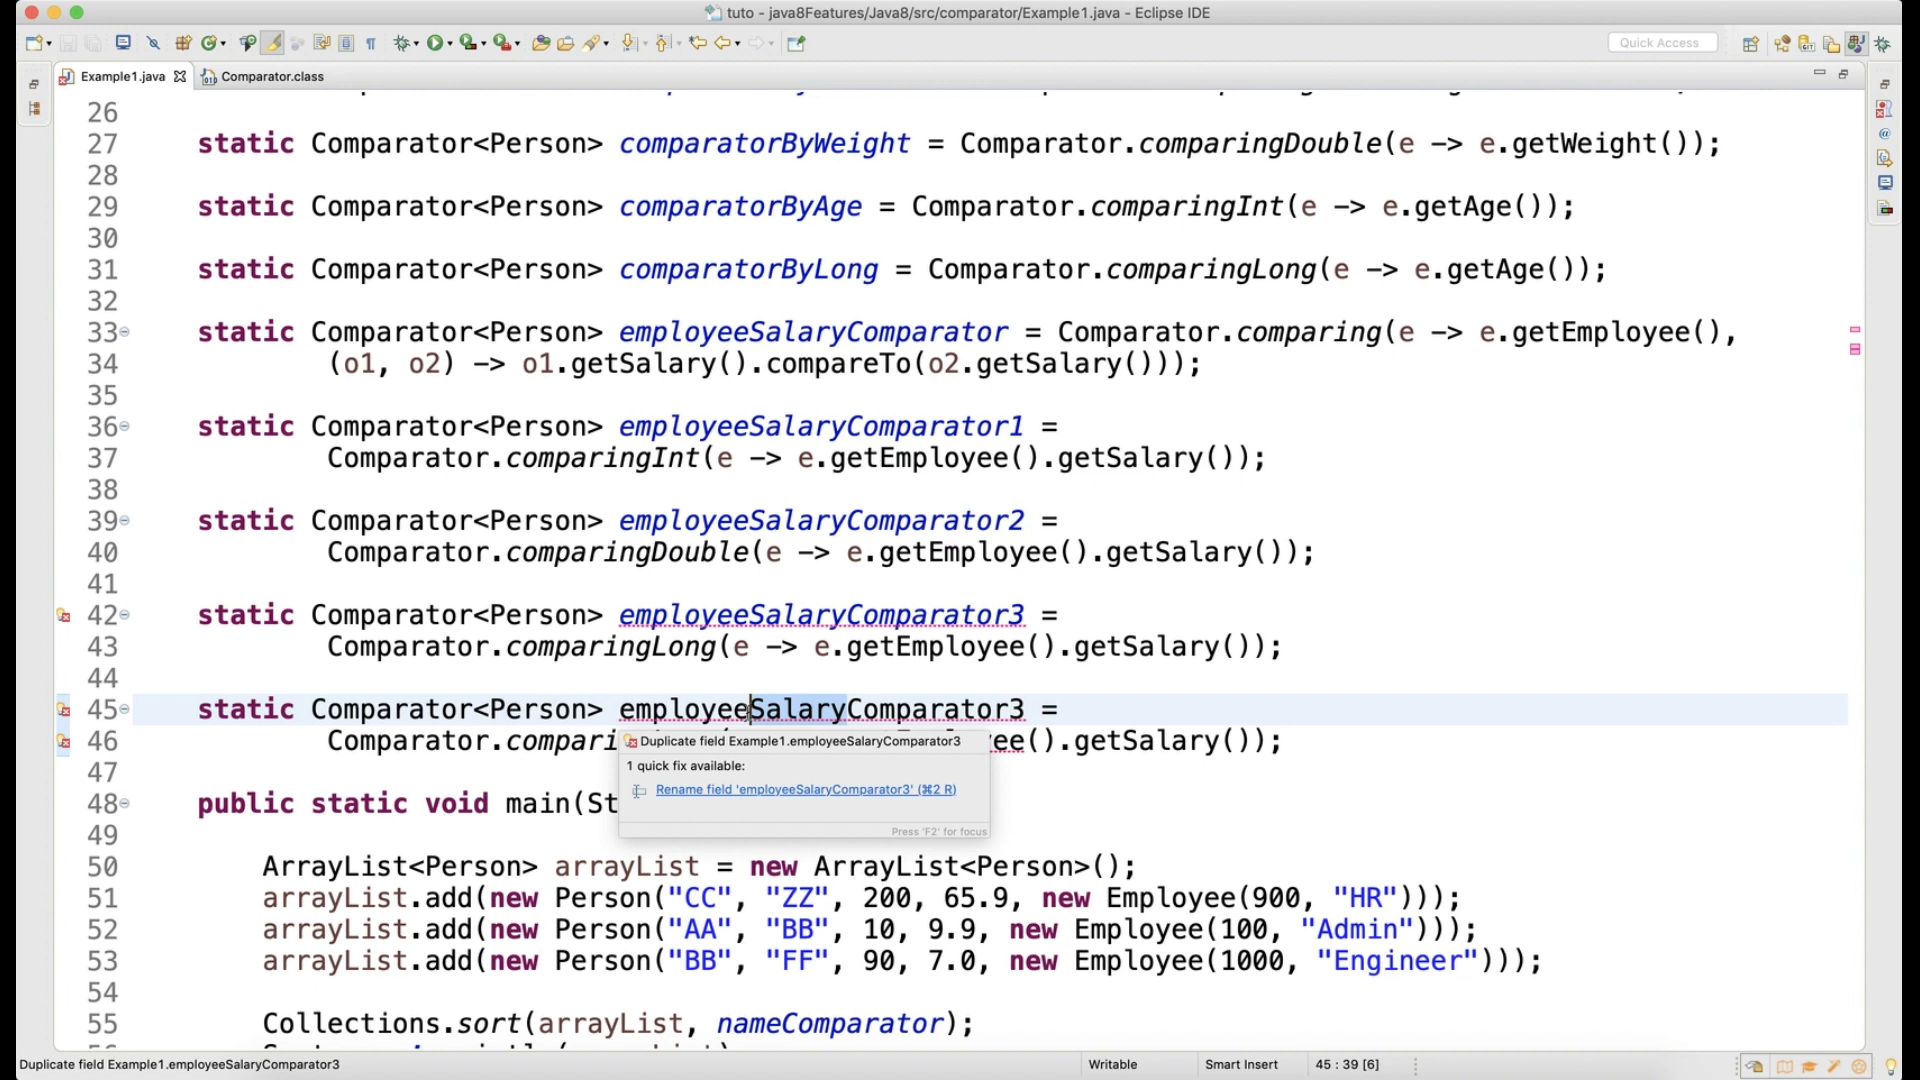 tuto - java8Features/Java8/src/comparator/Example1.java - Eclipse IDE
Quick Access
Example1.java
Comparator.class
26
27 static Comparator<Person> comparatorByWeight = Comparator.comparingDouble(e -> e.getWeight());
28
29 static Comparator<Person> comparatorByAge = Comparator.comparingInt(e -> e.getAge());
30
31 static Comparator<Person> comparatorByLong = Comparator.comparingLong(e -> e.getAge());
32
33 static Comparator<Person> employeeSalaryComparator = Comparator.comparing(e -> e.getEmployee(),
34 (o1, o2) -> o1.getSalary().compareTo(o2.getSalary()));
35
36 static Comparator<Person> employeeSalaryComparator1 =
37 Comparator.comparingInt(e -> e.getEmployee().getSalary());
38
39 static Comparator<Person> employeeSalaryComparator2 =
40 Comparator.comparingDouble(e -> e.getEmployee().getSalary());
41
42 static Comparator<Person> employeeSalaryComparator3 =
43 Comparator.comparingLong(e -> e.getEmployee().getSalary());
44
45 static Comparator<Person> employeeSalaryComparator3 =
46 Comparator.compari ee().getSalary());
Duplicate field Example1.employeeSalaryComparator3
1 quick fix available:
Rename field 'employeeSalaryComparator3' (⌘2 R)
Press 'F2' for focus
47
48 public static void main(St
49
50 ArrayList<Person> arrayList = new ArrayList<Person>();
51 arrayList.add(new Person("CC", "ZZ", 200, 65.9, new Employee(900, "HR")));
52 arrayList.add(new Person("AA", "BB", 10, 9.9, new Employee(100, "Admin")));
53 arrayList.add(new Person("BB", "FF", 90, 7.0, new Employee(1000, "Engineer")));
54
55 Collections.sort(arrayList, nameComparator);
Duplicate field Example1.employeeSalaryComparator3
Writable
Smart Insert
45 : 39 [6]